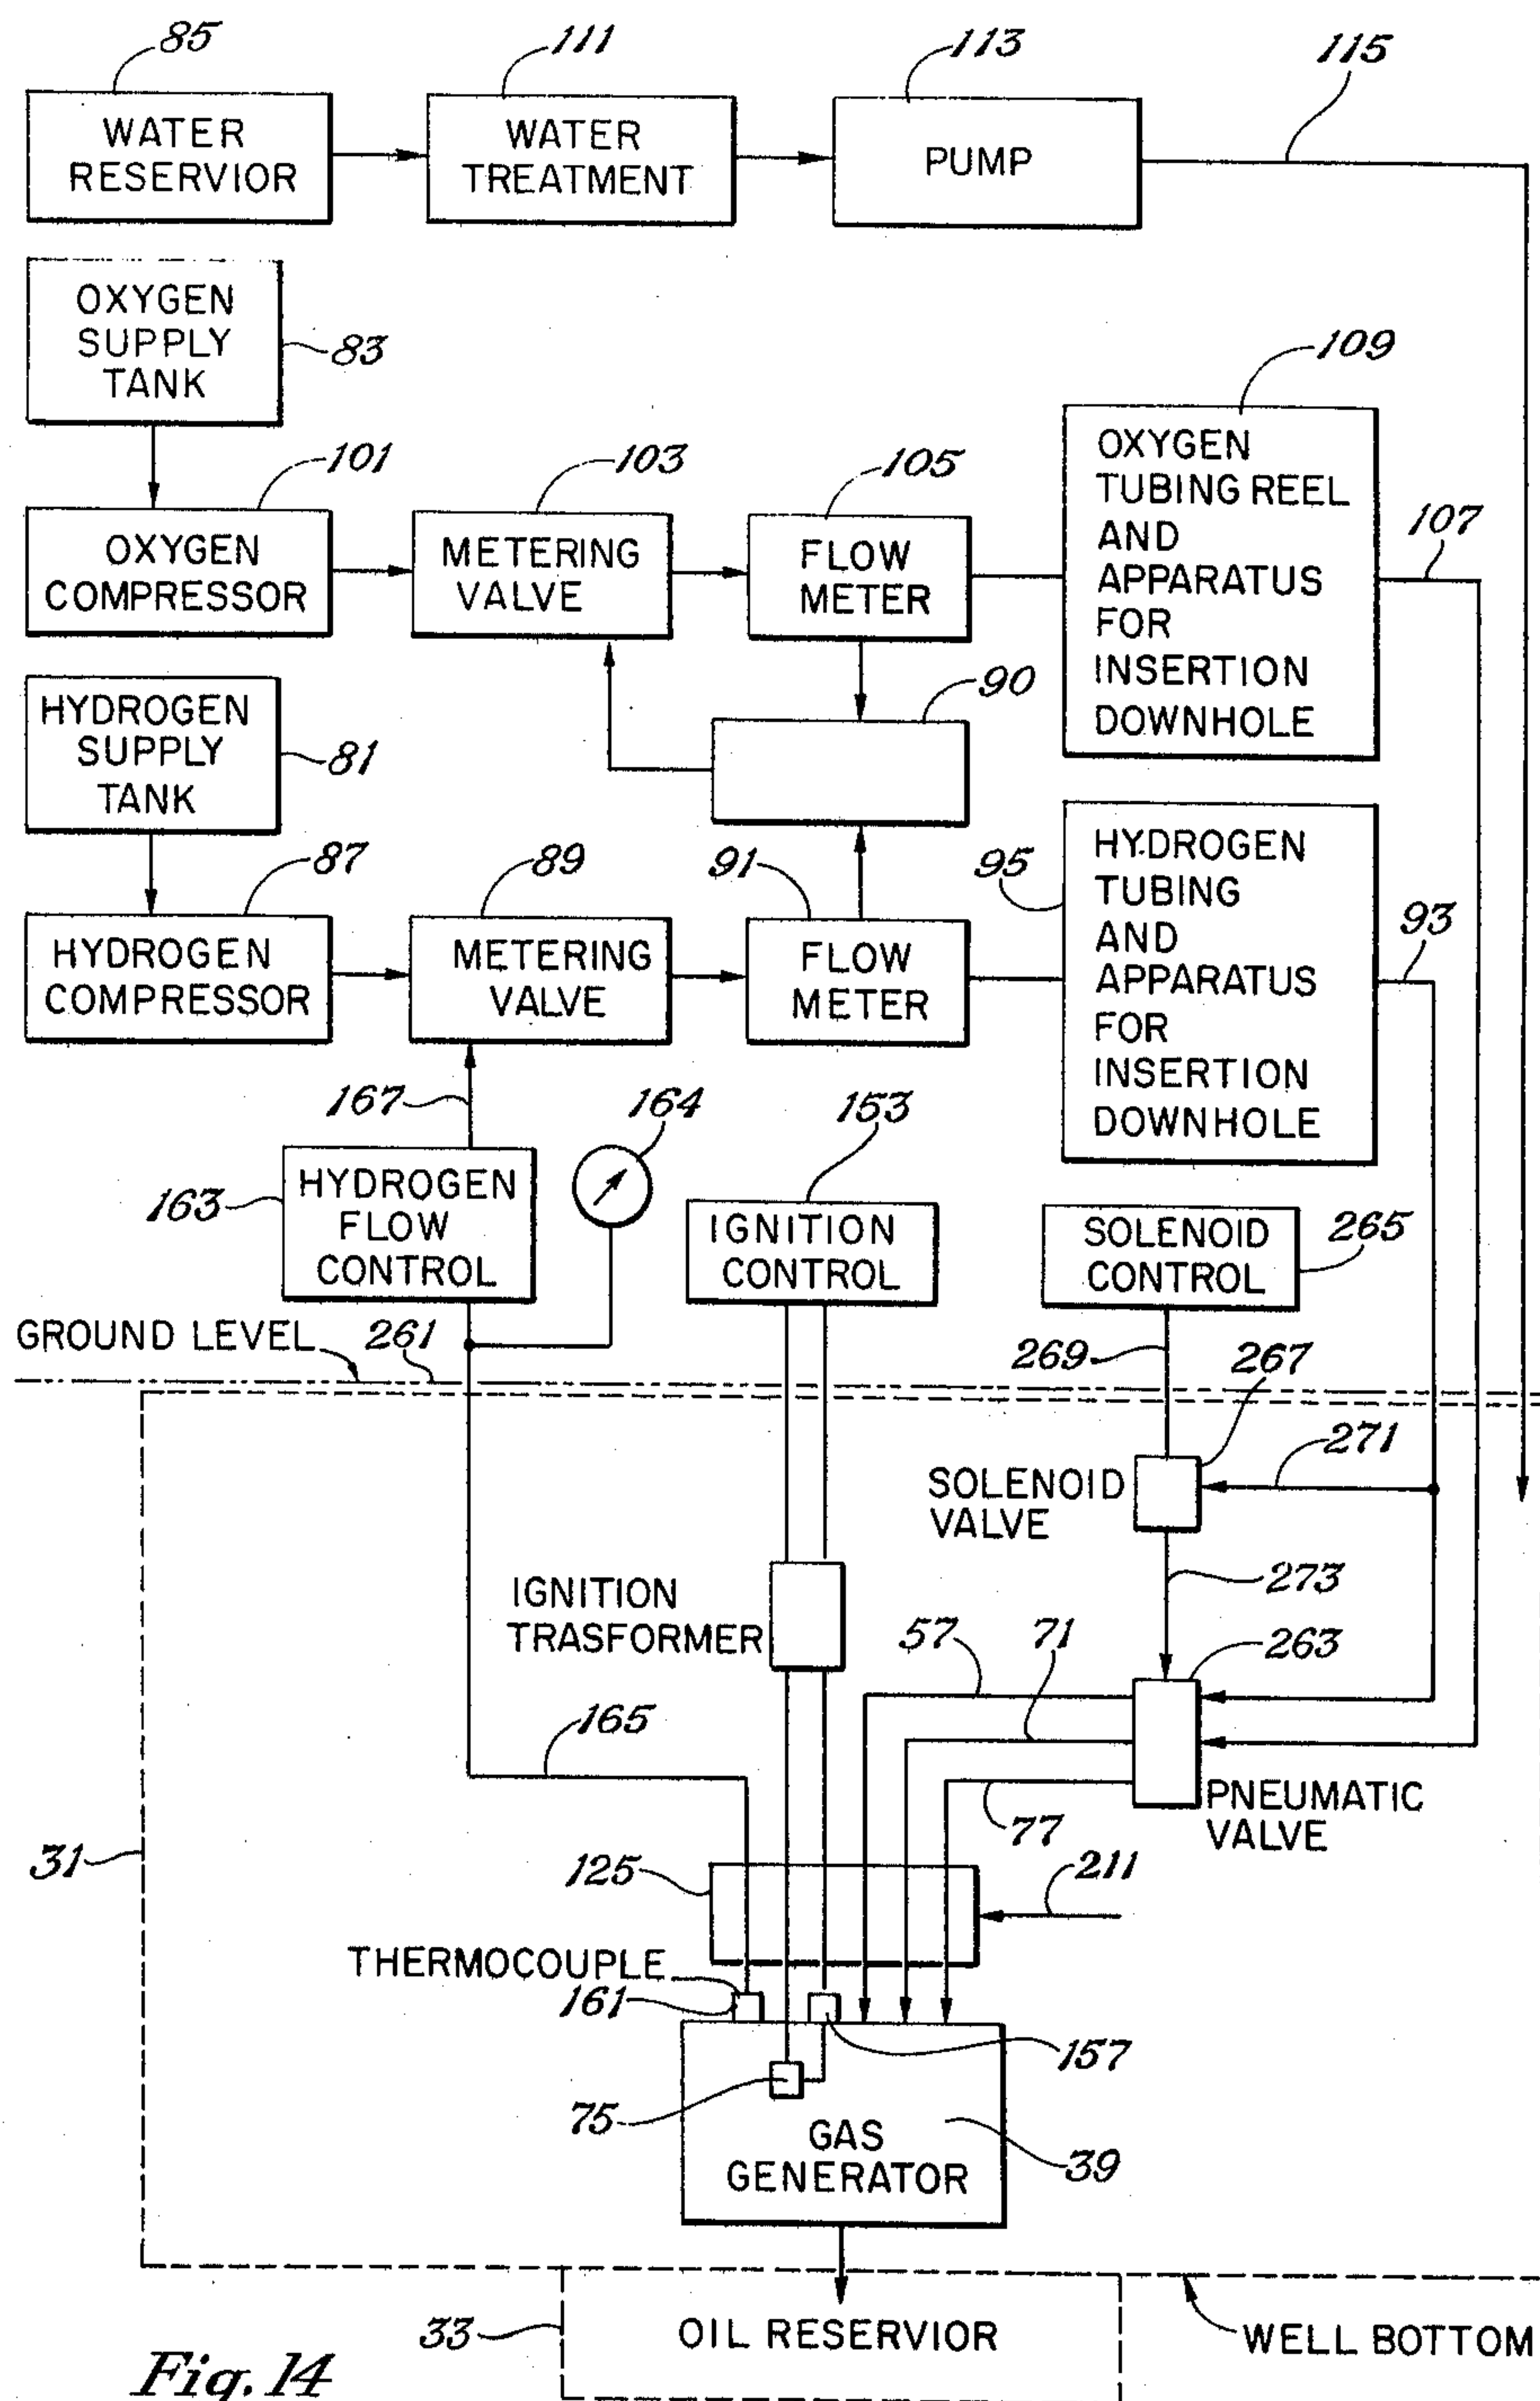 85
111
113
115
WATER
RESERVIOR
WATER
TREATMENT
PUMP
OXYGEN
SUPPLY
TANK
83
109
101
103
105
107
OXYGEN
COMPRESSOR
METERING
VALVE
FLOW
METER
OXYGEN
TUBING REEL
AND
APPARATUS
FOR
INSERTION
DOWNHOLE
90
HYDROGEN
SUPPLY
TANK
81
87
89
91
95
93
HYDROGEN
COMPRESSOR
METERING
VALVE
FLOW
METER
HYDROGEN
TUBING
AND
APPARATUS
FOR
INSERTION
DOWNHOLE
167
164
153
163
HYDROGEN
FLOW
CONTROL
IGNITION
CONTROL
SOLENOID
CONTROL
265
GROUND LEVEL
261
269
267
271
SOLENOID
VALVE
273
IGNITION
TRASFORMER
57
71
263
165
77
PNEUMATIC
VALVE
31
125
211
THERMOCOUPLE
161
157
75
GAS
GENERATOR
39
33
OIL RESERVIOR
WELL BOTTOM
Fig. 14